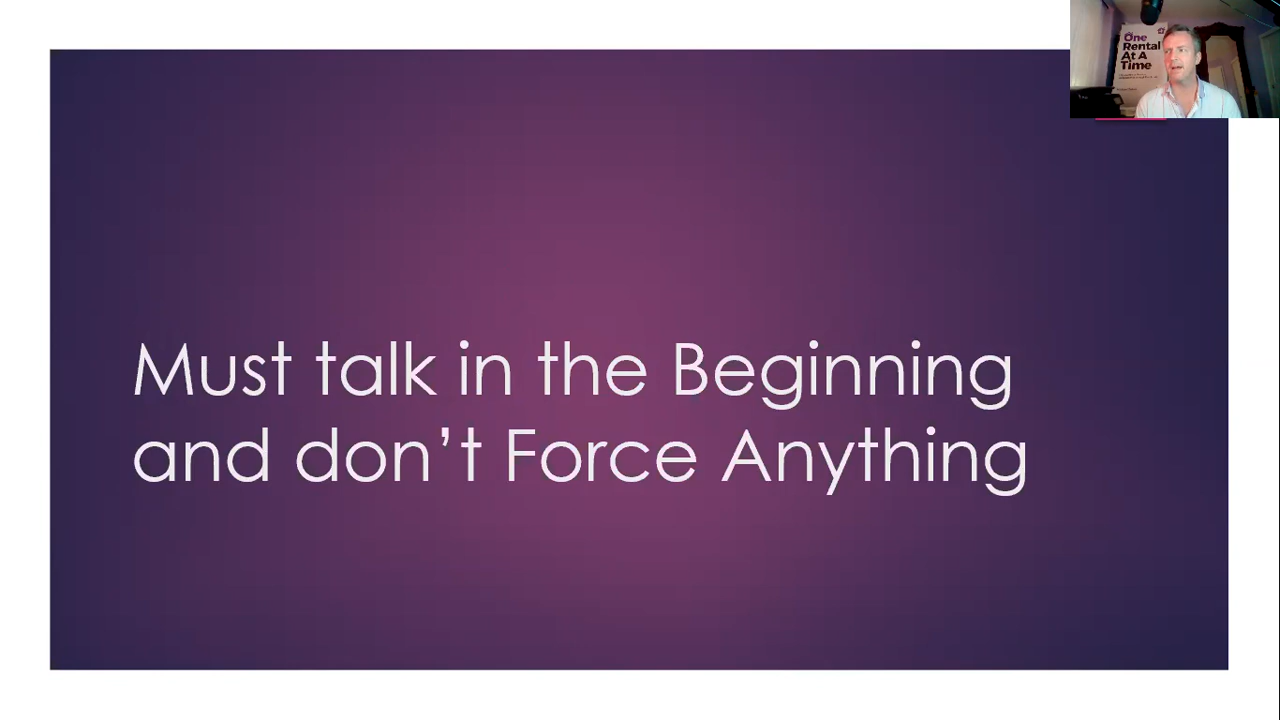 One
Rental
At A
Time
Must talk in the Beginning
and don’t Force Anything